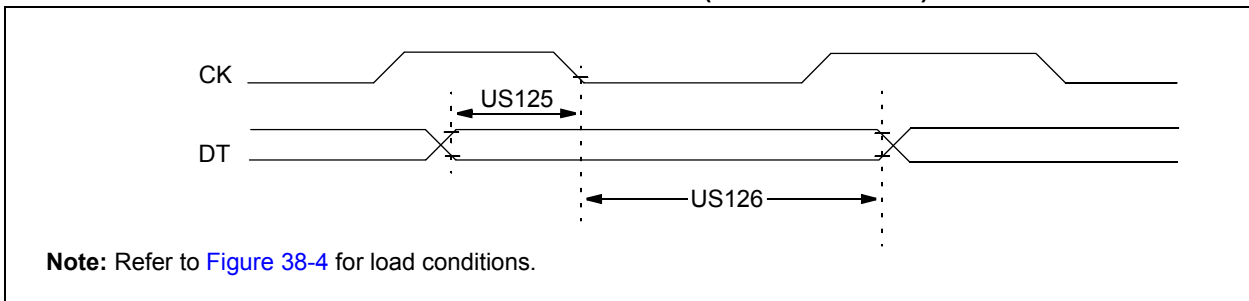 CK
US125
DT
US126
Note: Refer to Figure 38-4 for load conditions.